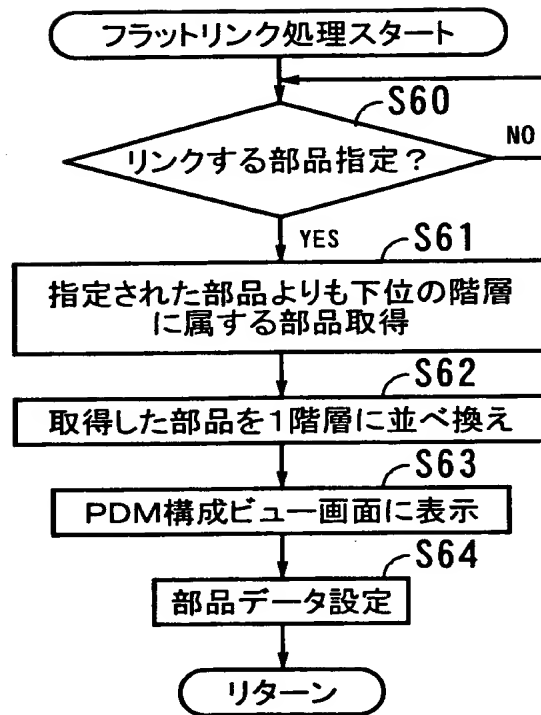 フラットリンク処理スタート
S60
リンクする部品指定?
NO
YES
S61
指定された部品よりも下位の階層
に属する部品取得
S62
取得した部品を1階層に並べ換え
S63
PDM構成ビュー画面に表示
S64
部品データ設定
リターン